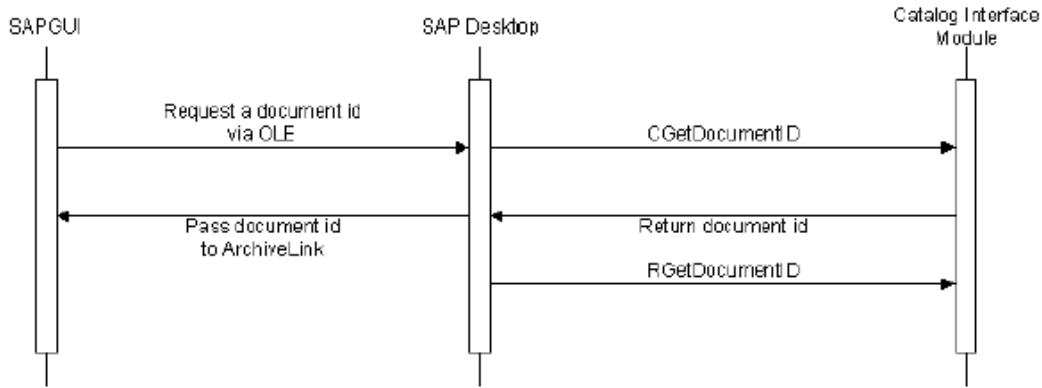 SAPGUI
SAP Desktop
Catalog Interface
Module
Request a document id
via OLE
CGetDocumentID
Pass document id
to ArchiveLink
Return document id
RGetDocumentID